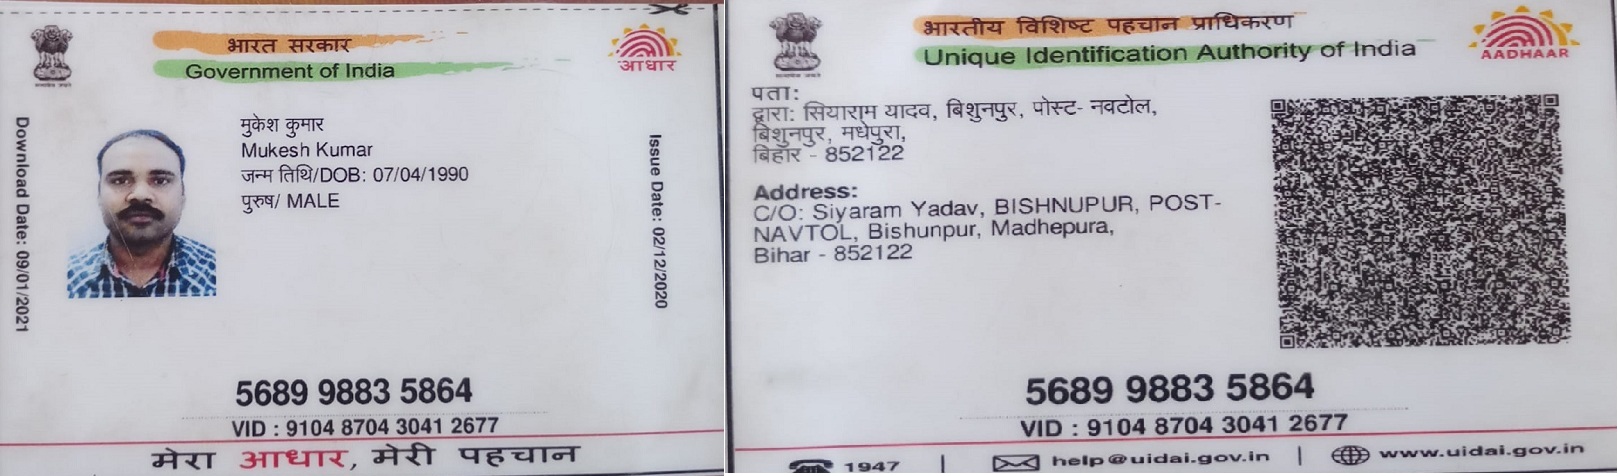 भारत सरकार
Government of India
आधार
Download Date: 09/01/2021
मुकेश कुमार
Mukesh Kumar
जन्म तिथि/DOB: 07/04/1990
पुरुष/ MALE
Issue Date: 02/12/2020
5689 9883 5864
VID : 9104 8704 3041 2677
मेरा आधार, मेरी पहचान
भारतीय विशिष्ट पहचान प्राधिकरण
Unique Identification Authority of India
AADHAAR
पता:
द्वारा: सियाराम यादव, बिशुनपुर, पोस्ट- नवटोल,
बिशुनपुर, मधेपुरा,
बिहार - 852122
Address:
C/O: Siyaram Yadav, BISHNUPUR, POST-
NAVTOL, Bishunpur, Madhepura,
Bihar - 852122
5689 9883 5864
VID : 9104 8704 3041 2677
1947 | help@uidai.gov.in | www.uidai.gov.in